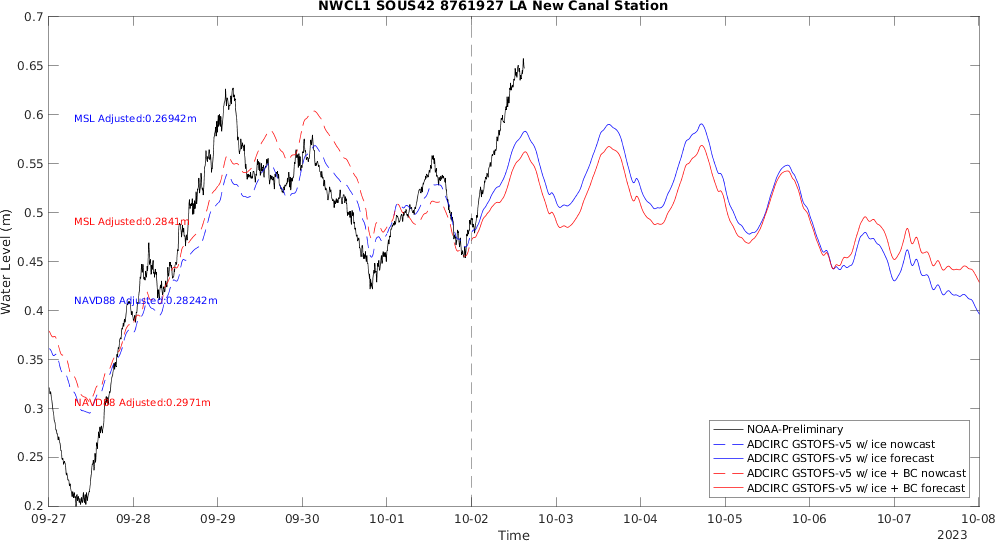 NWCL1 SOUS42 8761927 LA New Canal Station
Water Level (m)
0.7
0.65
0.6
0.55
0.5
0.45
0.4
0.35
0.3
0.25
0.2
MSL Adjusted:0.26942m
MSL Adjusted:0.2841m
NAVD88 Adjusted:0.28242m
NAVD88 Adjusted:0.2971m
NOAA-Preliminary
ADCIRC GSTOFS-v5 w/ ice nowcast
ADCIRC GSTOFS-v5 w/ ice forecast
ADCIRC GSTOFS-v5 w/ ice + BC nowcast
ADCIRC GSTOFS-v5 w/ ice + BC forecast
09-27 09-28 09-29 09-30 10-01 10-02 10-03 10-04 10-05 10-06 10-07 10-08
Time
2023